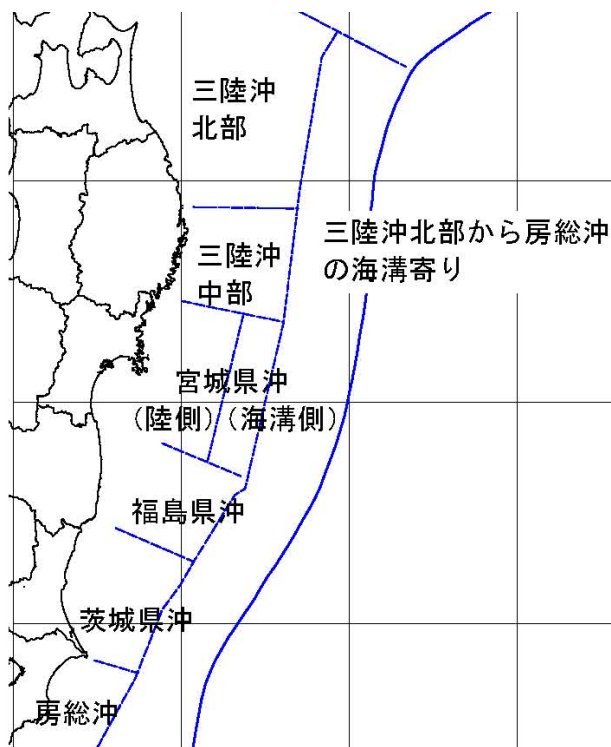 三陸沖
北部
三陸沖北部から房総沖
の海溝寄り
三陸沖
中部
宮城県沖
(陸側)(海溝側)
福島県沖
茨城県沖
房総沖